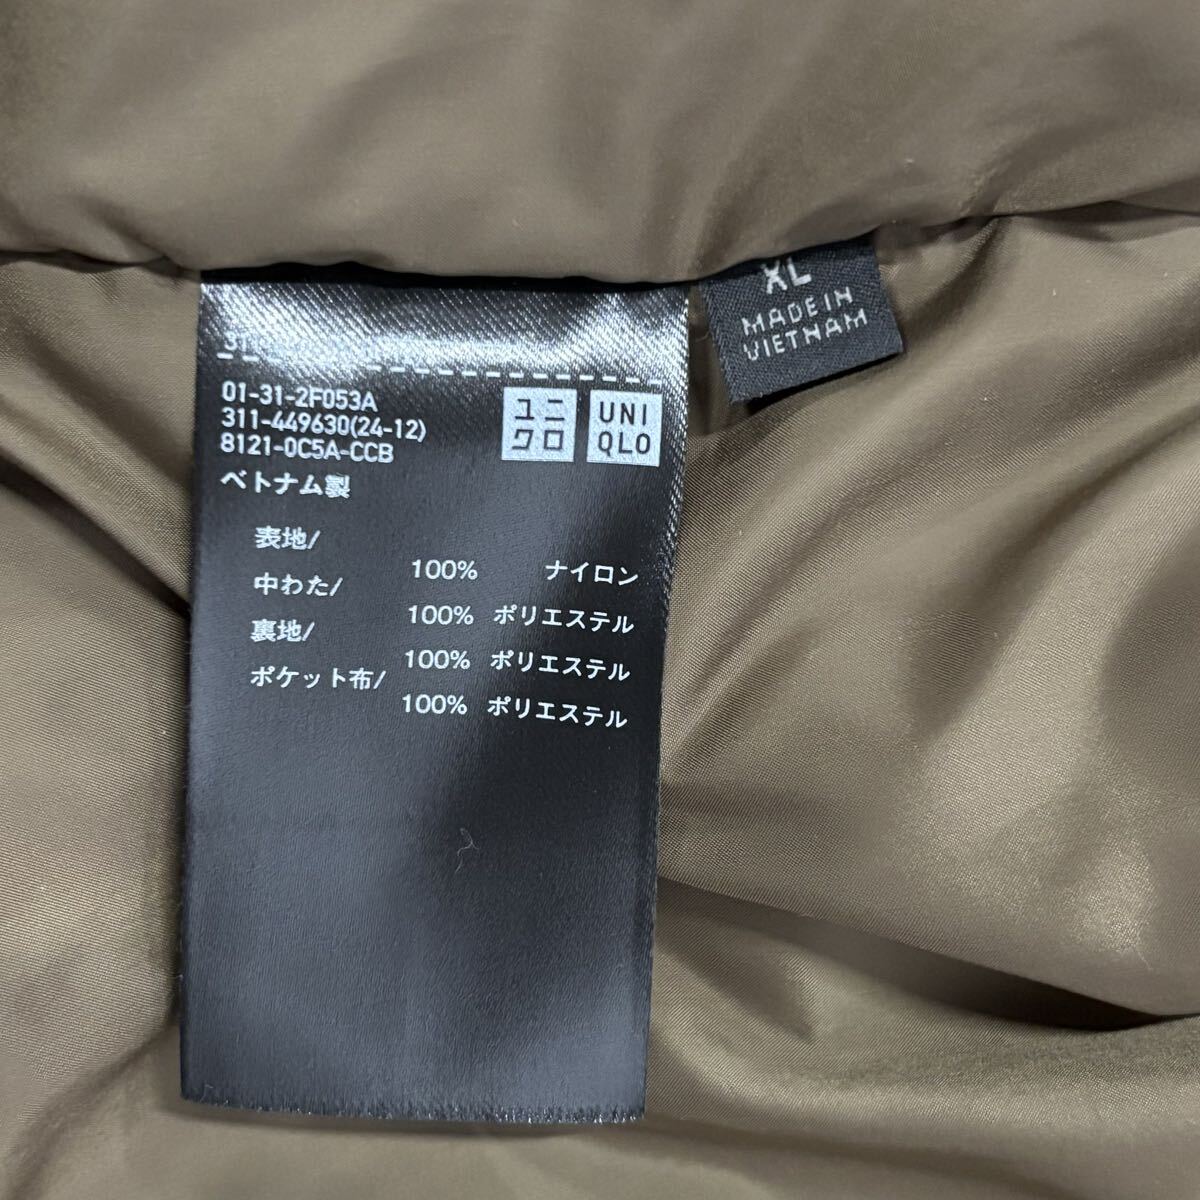 XL
MADE IN
VIETNAM
01-31-2F053A
311-449630(24-12)
8121-0C5A-CCB
ユニ
クロ
UNI
QLO
ベトナム製
表地/
100% ナイロン
中わた/
100% ポリエステル
裏地/
100% ポリエステル
ポケット布/
100% ポリエステル